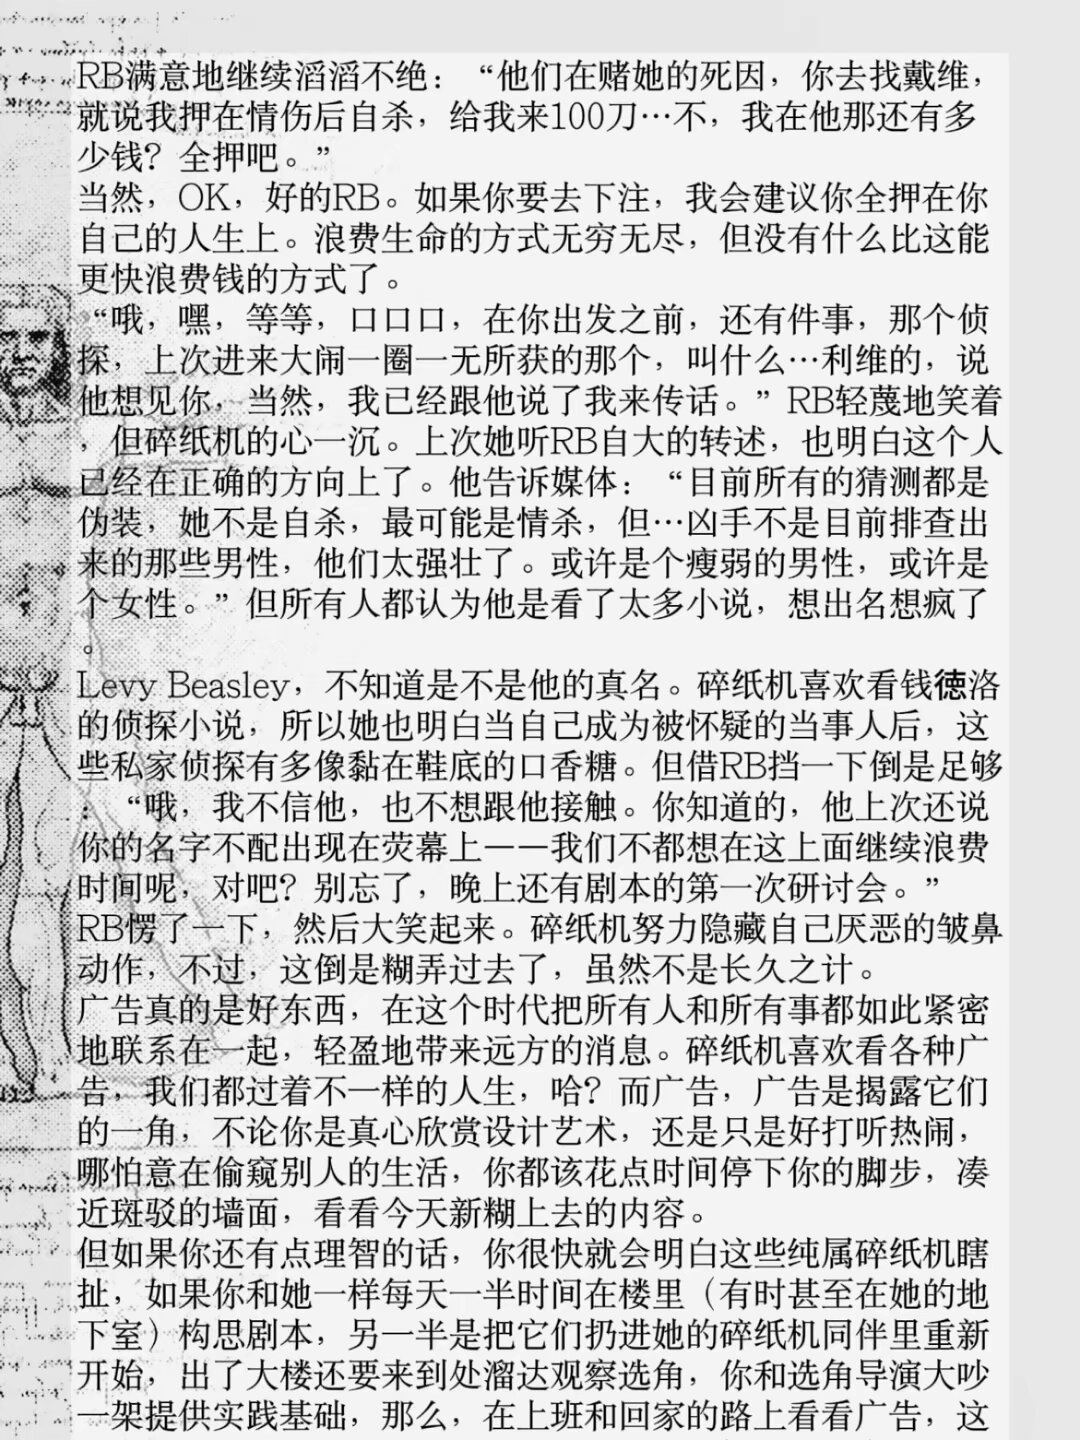 RB满意地继续滔滔不绝：“他们在赌她的死因，你去找戴维，
就说我押在情伤后自杀，给我来100刀…不，我在他那还有多
少钱？全押吧。”
当然，OK，好的RB。如果你要去下注，我会建议你全押在你
自己的人生上。浪费生命的方式无穷无尽，但没有什么比这能
更快浪费钱的方式了。
“哦，嘿，等等，口口口，在你出发之前，还有件事，那个侦
探，上次进来大闹一圈一无所获的那个，叫什么…利维的，说
他想见你，当然，我已经跟他说了我来传话。”RB轻蔑地笑着
，但碎纸机的心一沉。上次她听RB自大的转述，也明白这个人
已经在正确的方向上了。他告诉媒体：“目前所有的猜测都是
伪装，她不是自杀，最可能是情杀，但…凶手不是目前排查出
来的那些男性，他们太强壮了。或许是个瘦弱的男性，或许是
个女性。”但所有人都认为他是看了太多小说，想出名想疯了
。
Levy Beasley，不知道是不是他的真名。碎纸机喜欢看钱徳洛
的侦探小说，所以她也明白当自己成为被怀疑的当事人后，这
些私家侦探有多像黏在鞋底的口香糖。但借RB挡一下倒是足够
：“哦，我不信他，也不想跟他接触。你知道的，他上次还说
你的名字不配出现在荧幕上——我们不都想在这上面继续浪费
时间呢，对吧？别忘了，晚上还有剧本的第一次研讨会。”
RB愣了一下，然后大笑起来。碎纸机努力隐藏自己厌恶的皱鼻
动作，不过，这倒是糊弄过去了，虽然不是长久之计。
广告真的是好东西，在这个时代把所有人和所有事都如此紧密
地联系在一起，轻盈地带来远方的消息。碎纸机喜欢看各种广
告，我们都过着不一样的人生，哈？而广告，广告是揭露它们
的一角，不论你是真心欣赏设计艺术，还是只是好打听热闹，
哪怕意在偷窥别人的生活，你都该花点时间停下你的脚步，凑
近斑驳的墙面，看看今天新糊上去的内容。
但如果你还有点理智的话，你很快就会明白这些纯属碎纸机瞎
扯，如果你和她一样每天一半时间在楼里（有时甚至在她的地
下室）构思剧本，另一半是把它们扔进她的碎纸机同伴里重新
开始，出了大楼还要来到处溜达观察选角，你和选角导演大吵
一架提供实践基础，那么，在上班和回家的路上看看广告，这